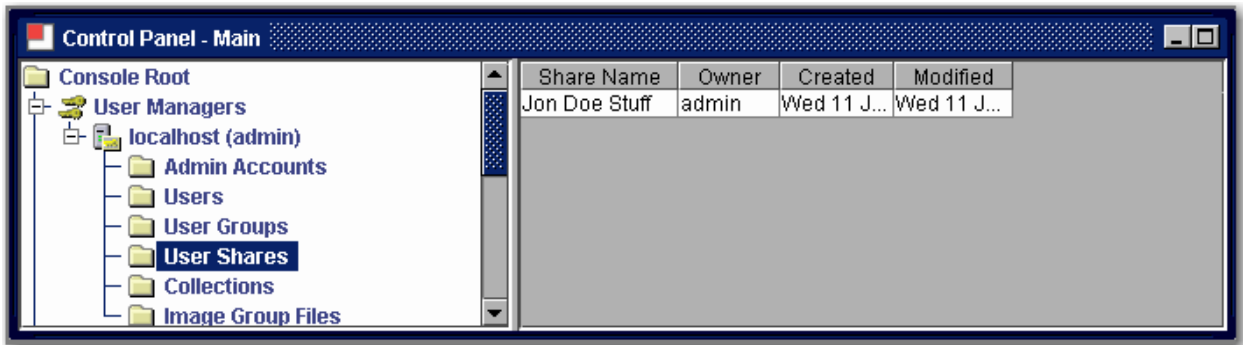 Control Panel - Main
Console Root
User Managers
localhost (admin)
Admin Accounts
Users
User Groups
User Shares
Collections
Image Group Files
Share Name Owner Created Modified
Jon Doe Stuff admin Wed 11 J... Wed 11 J...